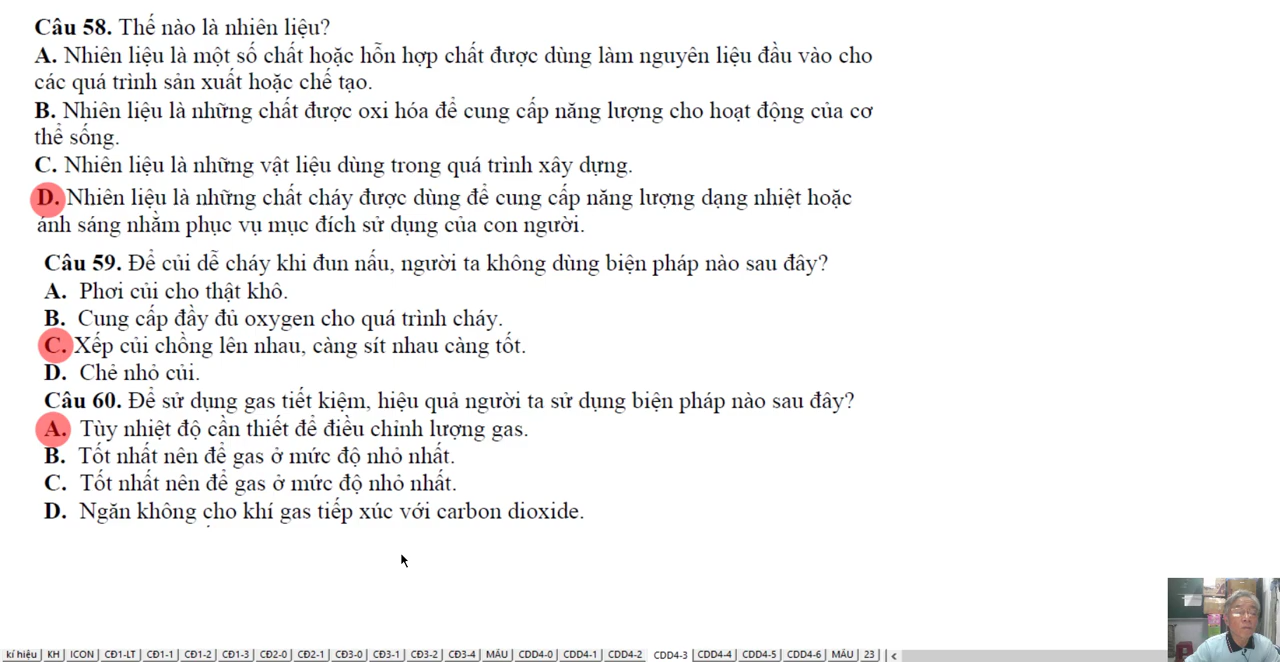 Câu 58. Thế nào là nhiên liệu?
A. Nhiên liệu là một số chất hoặc hỗn hợp chất được dùng làm nguyên liệu đầu vào cho
các quá trình sản xuất hoặc chế tạo.
B. Nhiên liệu là những chất được oxi hóa để cung cấp năng lượng cho hoạt động của cơ
thể sống.
C. Nhiên liệu là những vật liệu dùng trong quá trình xây dựng.
D. Nhiên liệu là những chất cháy được dùng để cung cấp năng lượng dạng nhiệt hoặc
ánh sáng nhằm phục vụ mục đích sử dụng của con người.
Câu 59. Để củi dễ cháy khi đun nấu, người ta không dùng biện pháp nào sau đây?
A. Phơi củi cho thật khô.
B. Cung cấp đầy đủ oxygen cho quá trình cháy.
C. Xếp củi chồng lên nhau, càng sít nhau càng tốt.
D. Chẻ nhỏ củi.
Câu 60. Để sử dụng gas tiết kiệm, hiệu quả người ta sử dụng biện pháp nào sau đây?
A. Tùy nhiệt độ cần thiết để điều chỉnh lượng gas.
B. Tốt nhất nên để gas ở mức độ nhỏ nhất.
C. Tốt nhất nên để gas ở mức độ nhỏ nhất.
D. Ngăn không cho khí gas tiếp xúc với carbon dioxide.
kí hiệu | KH | ICON | CĐ1-LT | CĐ1-1 | CĐ1-2 | CĐ1-3 | CĐ2-0 | CĐ2-1 | CĐ3-0 | CĐ3-1 | CĐ3-2 | CĐ3-4 | MẪU | CDD4-0 | CDD4-1 | CDD4-2 | CDD4-3 | CDD4-4 | CDD4-5 | CDD4-6 | MẪU | 23 | <